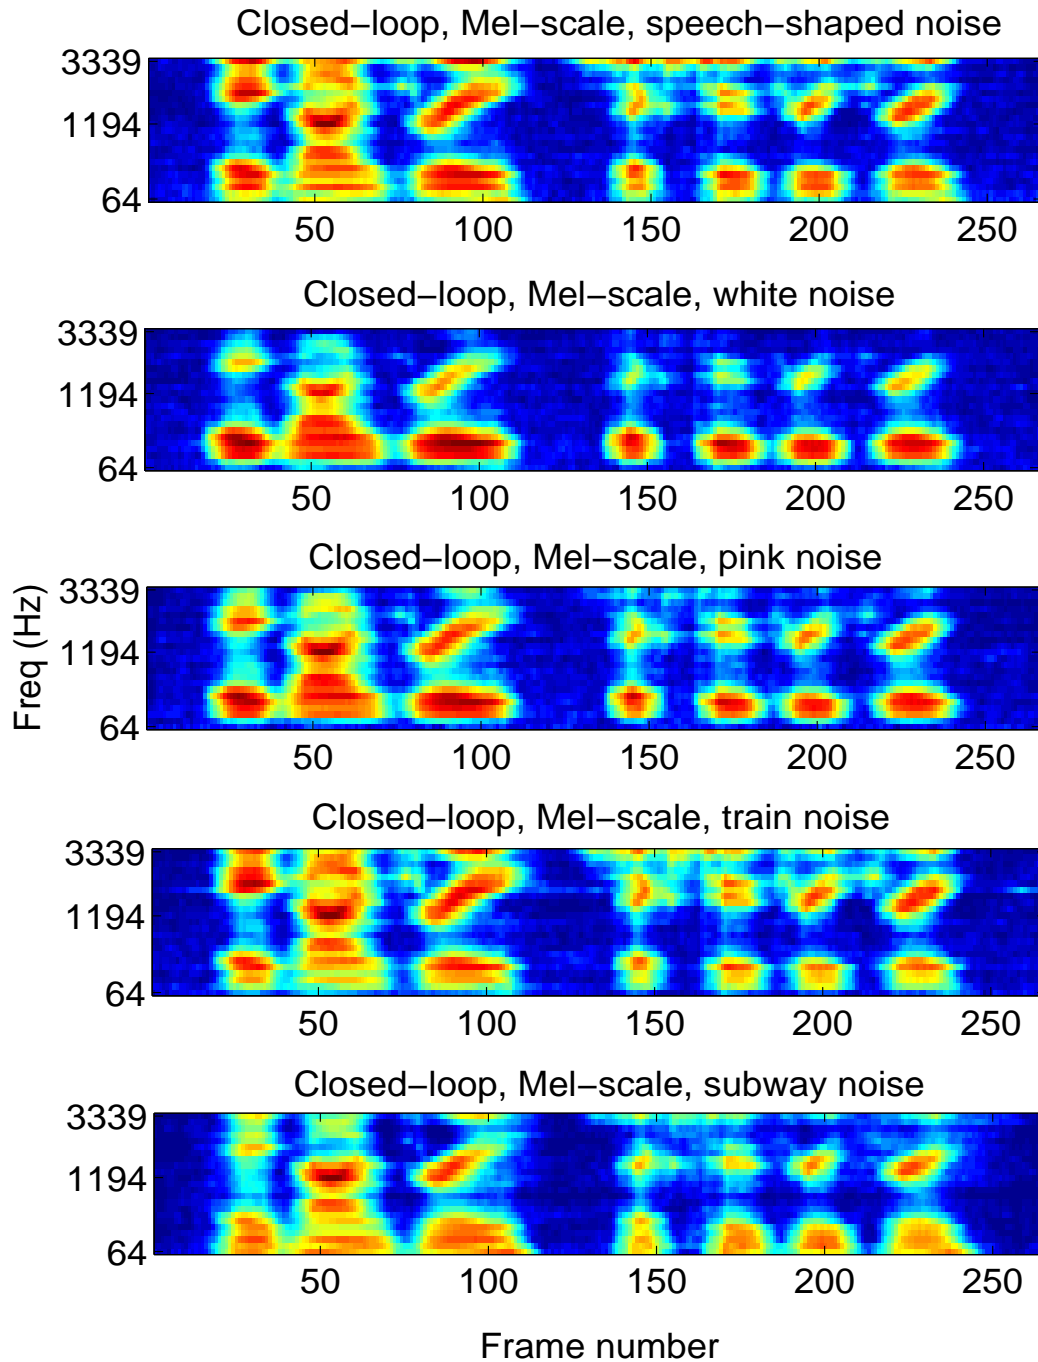 Closed−loop, Mel−scale, speech−shaped noise
3339
1194
64
50 100 150 200 250
Closed−loop, Mel−scale, white noise
3339
1194
64
50 100 150 200 250
Closed−loop, Mel−scale, pink noise
3339
1194
64
50 100 150 200 250
Freq (Hz)
Closed−loop, Mel−scale, train noise
3339
1194
64
50 100 150 200 250
Closed−loop, Mel−scale, subway noise
3339
1194
64
50 100 150 200 250
Frame number